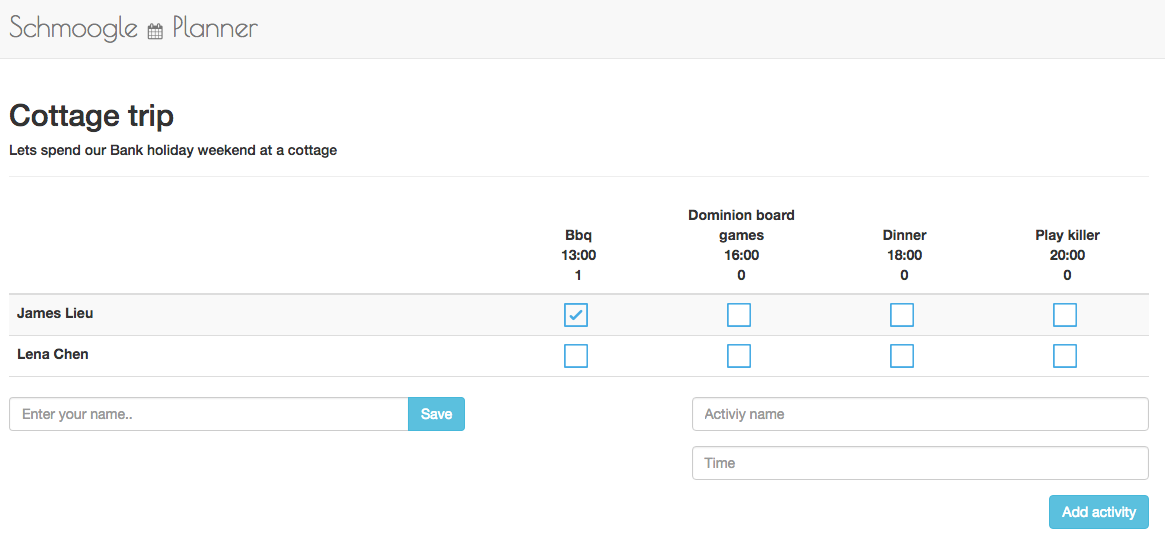 Schmoogle Planner
Cottage trip
Lets spend our Bank holiday weekend at a cottage
Bbq
13:00
1
Dominion board
games
16:00
0
Dinner
18:00
0
Play killer
20:00
0
James Lieu
Lena Chen
Enter your name..
Save
Activiy name
Time
Add activity